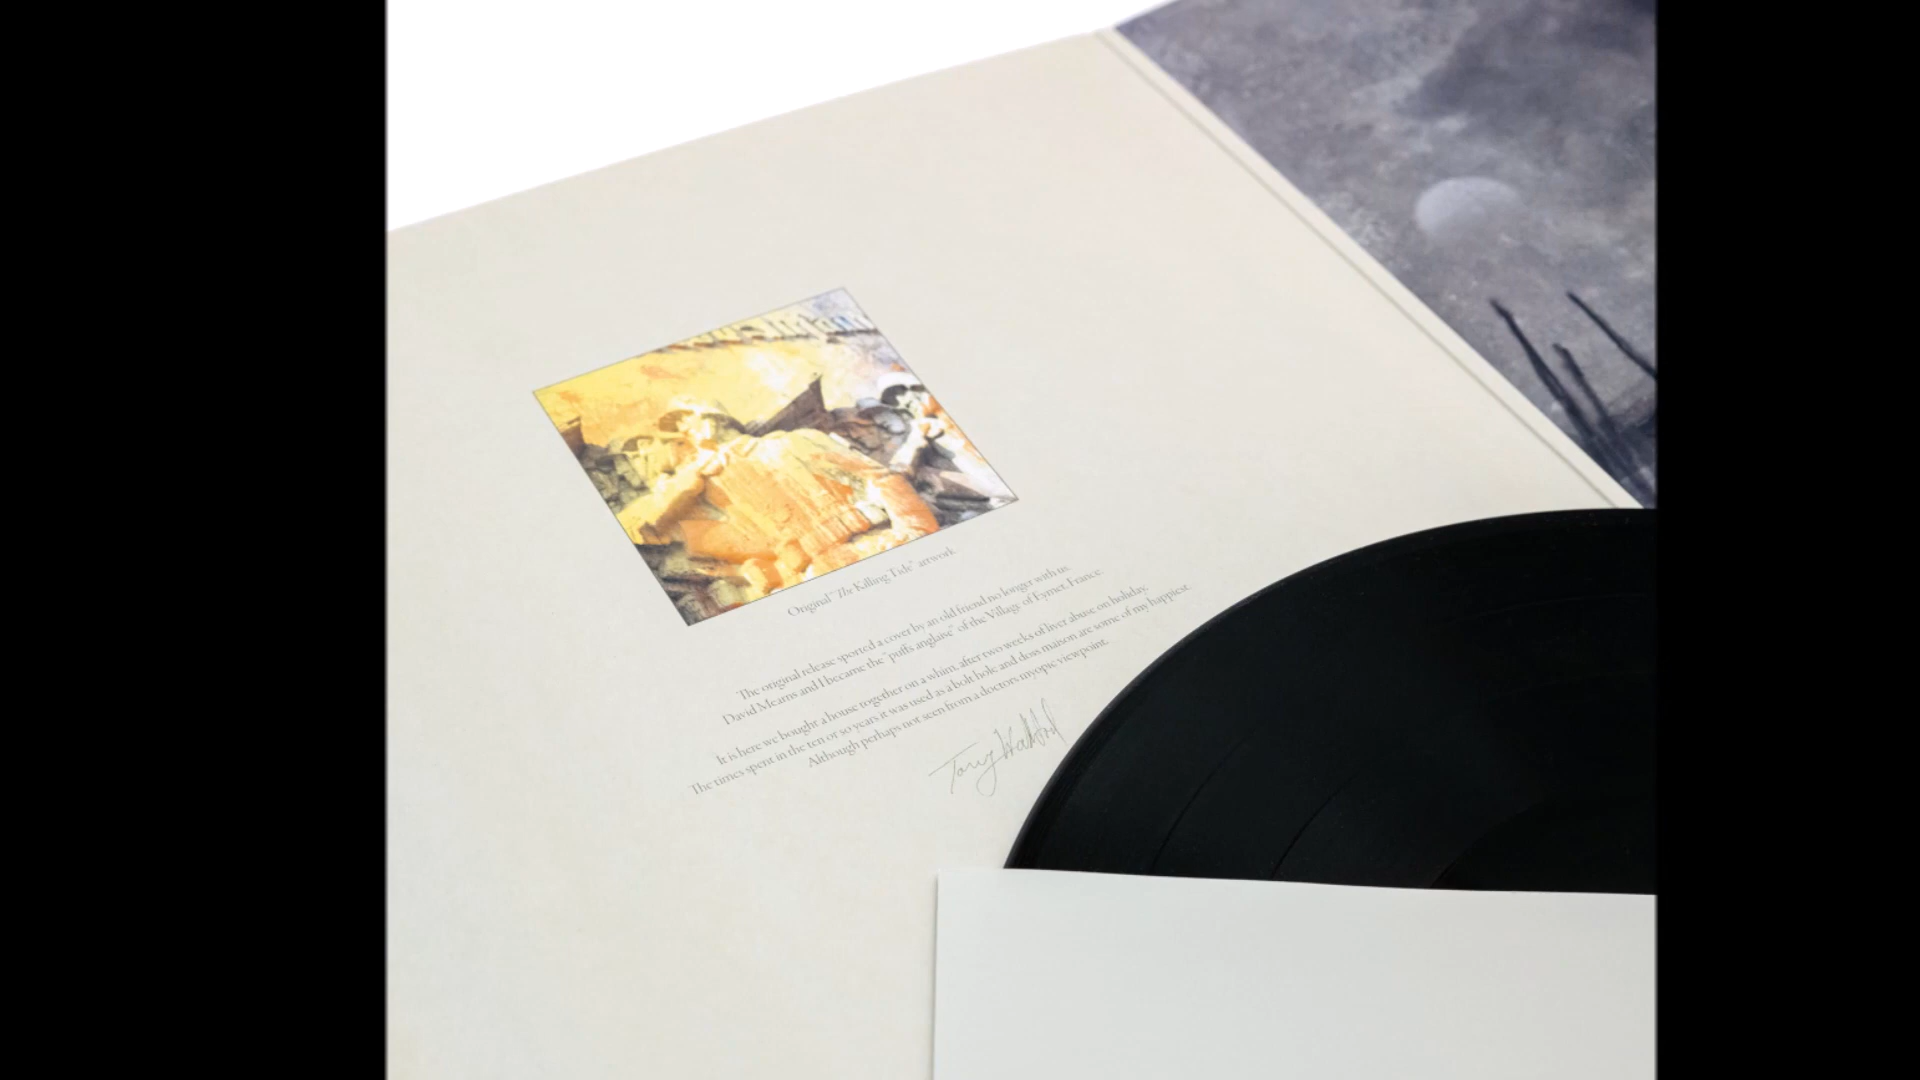 Original "The Killing Tide" artwork.
The original release sported a cover by an old friend no longer with us.
David Mearns and I became the "puffs anglaise" of the Village of Eymet, France.
It is here we bought a house together on a whim, after two weeks of liver abuse on holiday.
The times spent in the ten or so years it was used as a bolt hole and doss maison are some of my happiest.
Although perhaps not seen from a doctors myopic viewpoint.
Tony Wakeford